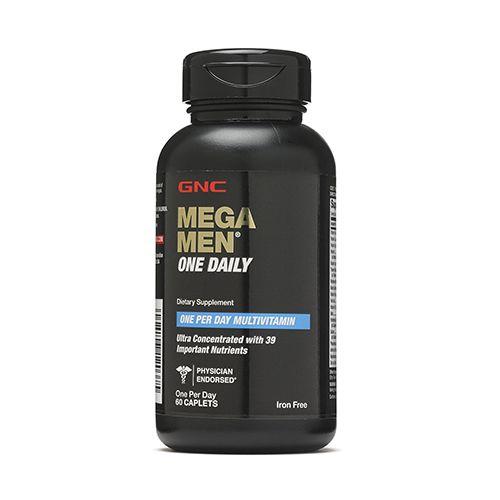 GNC
MEGA
MEN®
ONE DAILY
Dietary Supplement
ONE PER DAY MULTIVITAMIN
Ultra Concentrated with 39
Important Nutrients
PHYSICIAN
ENDORSED*
One Per Day
60 CAPLETS
Iron Free